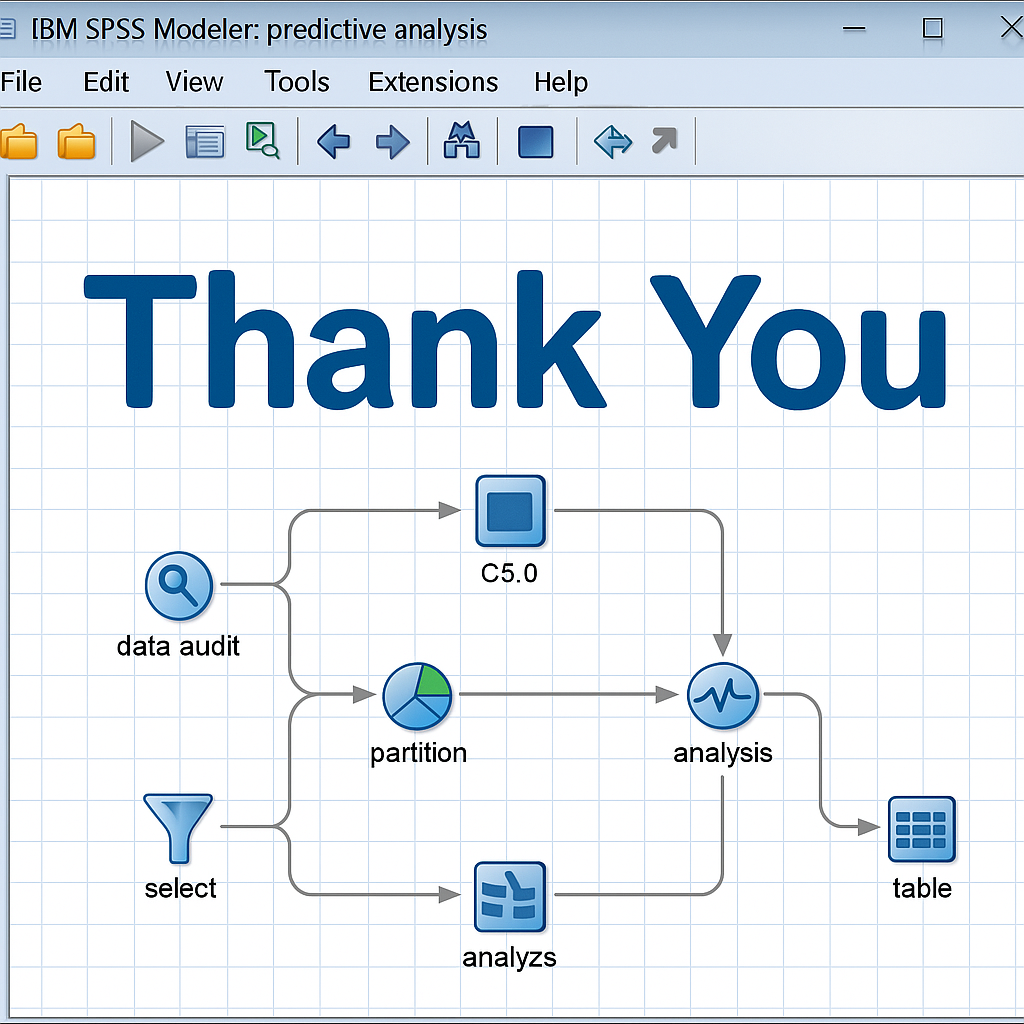 IBM SPSS Modeler: predictive analysis
File Edit View Tools Extensions Help
Thank You
C5.0
data audit
partition
analysis
select
table
analyzs